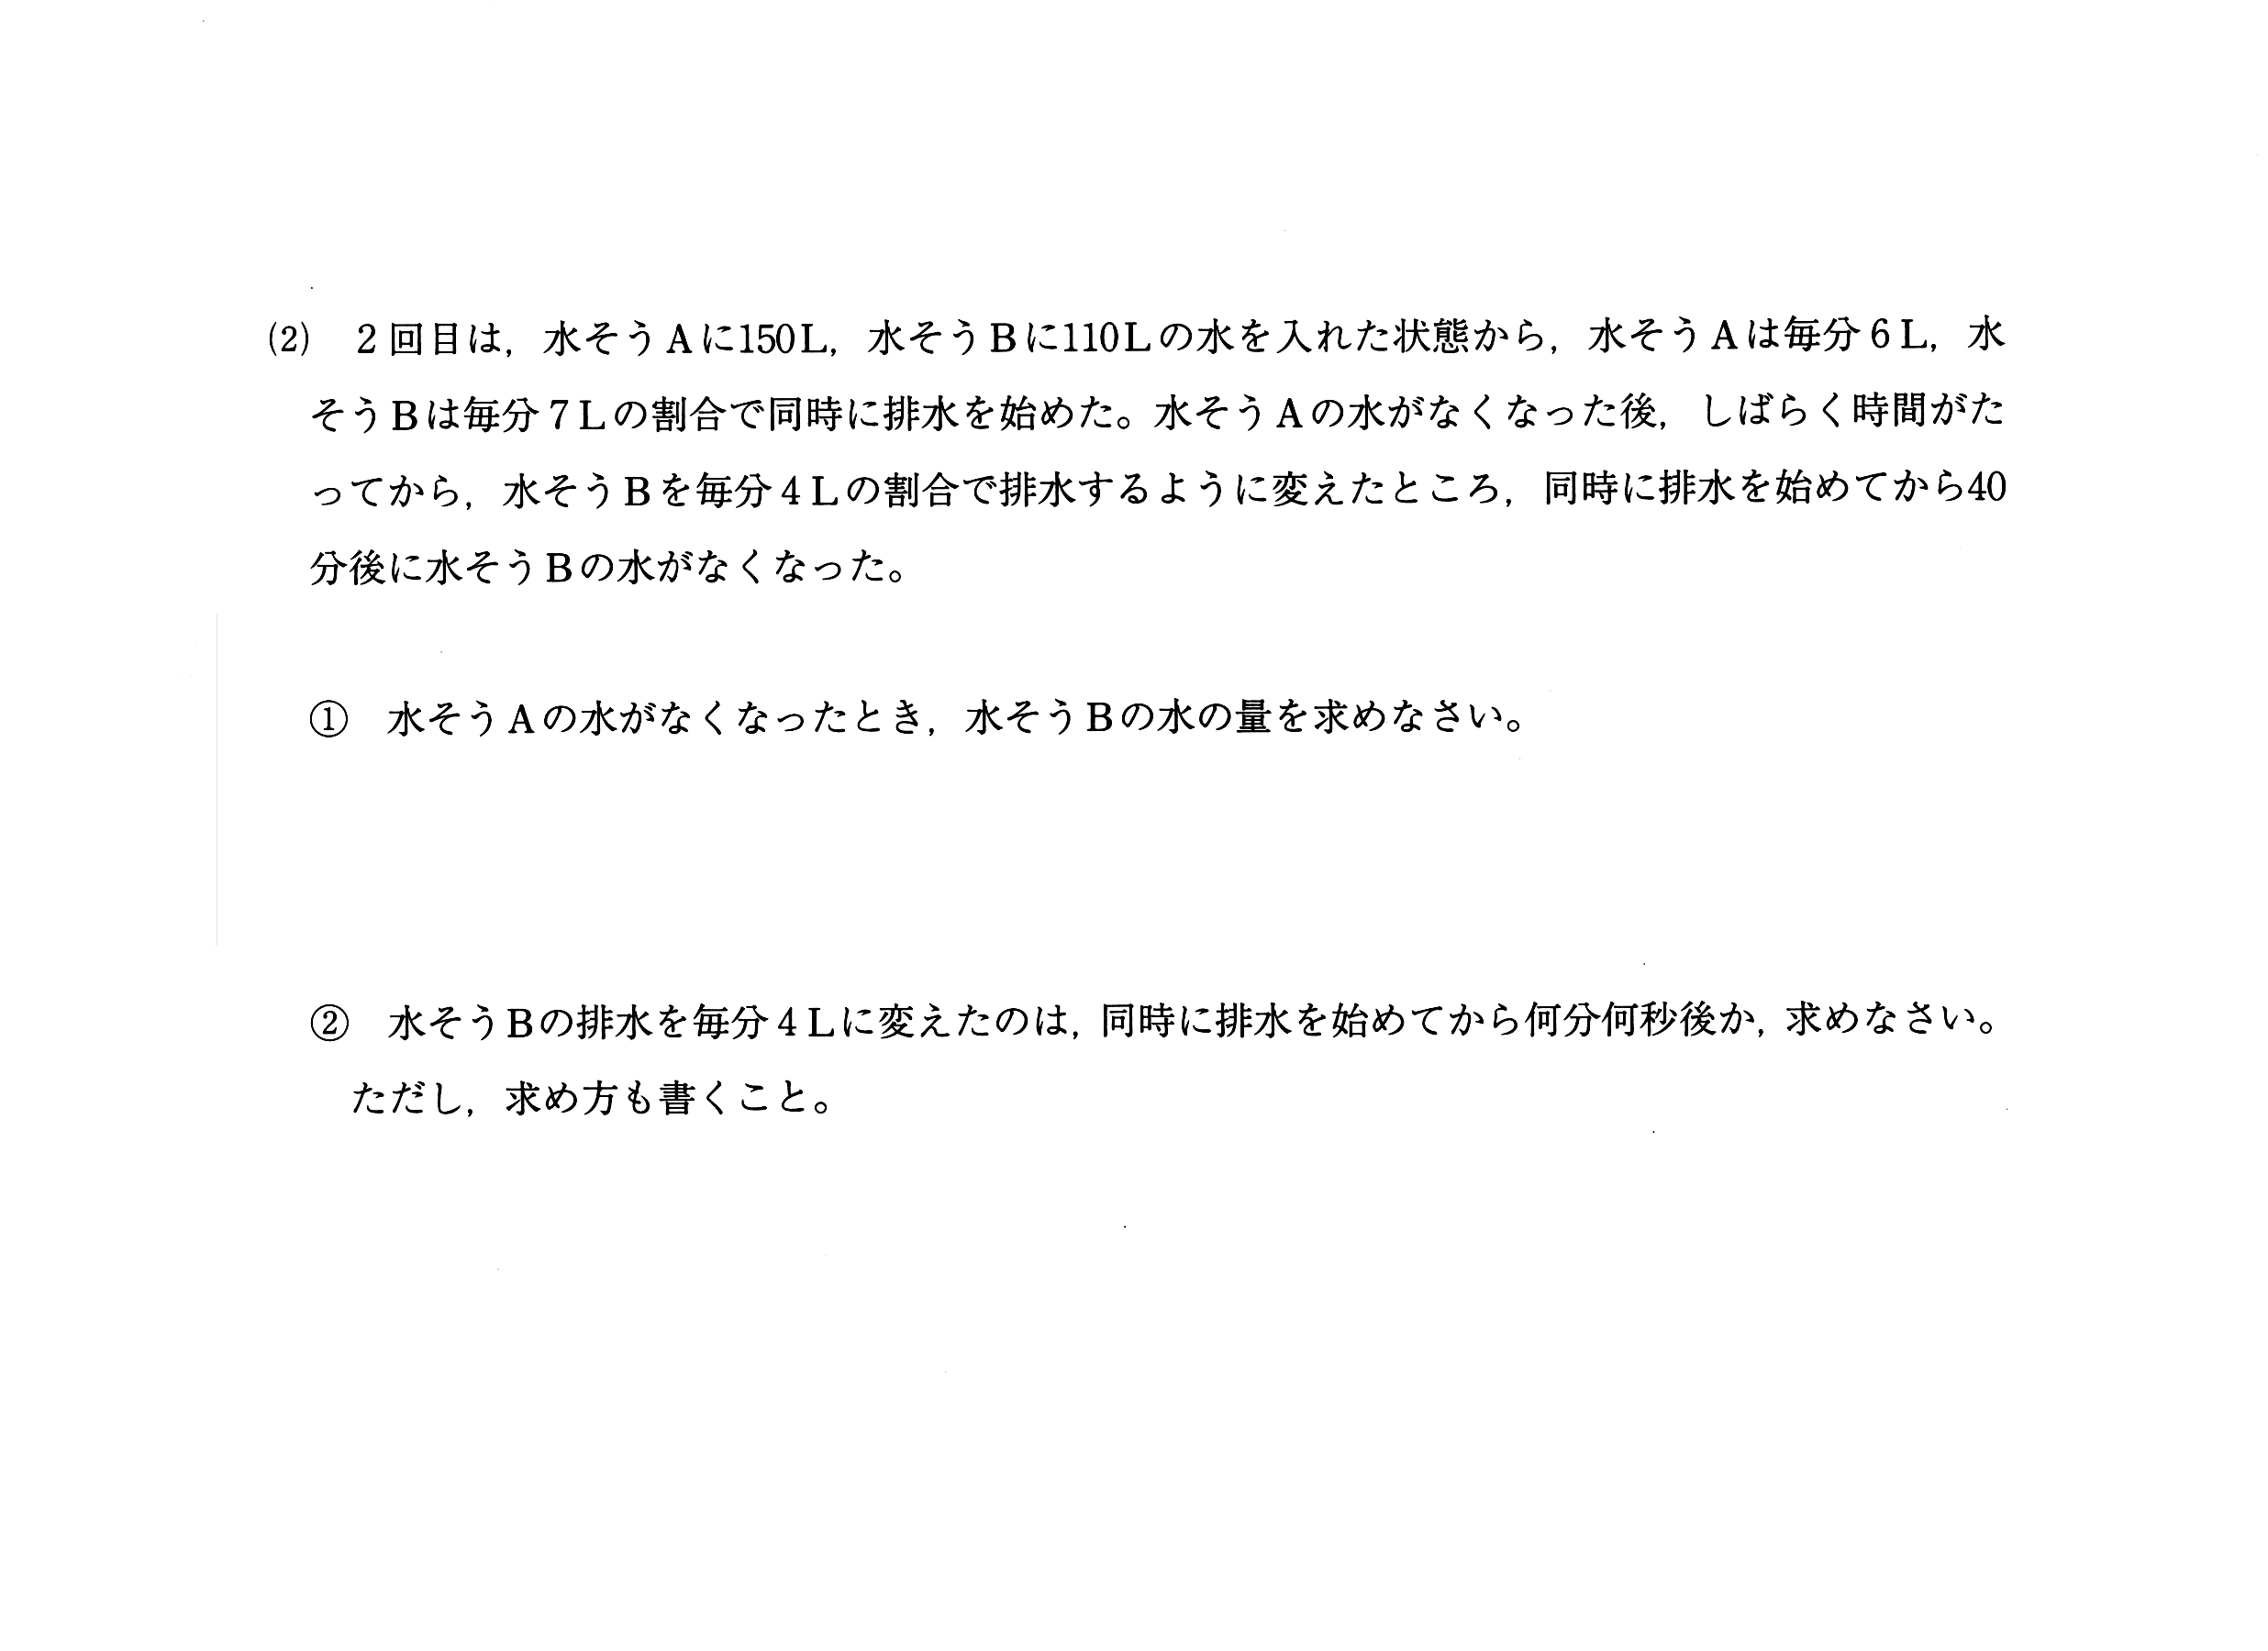 (2)　２回目は，水そうＡに150Ｌ，水そうＢに110Ｌの水を入れた状態から，水そうＡは毎分６Ｌ，水
そうＢは毎分７Ｌの割合で同時に排水を始めた。水そうＡの水がなくなった後，しばらく時間がた
ってから，水そうＢを毎分４Ｌの割合で排水するように変えたところ，同時に排水を始めてから40
分後に水そうＢの水がなくなった。
①　水そうＡの水がなくなったとき，水そうＢの水の量を求めなさい。
②　水そうＢの排水を毎分４Ｌに変えたのは，同時に排水を始めてから何分何秒後か，求めなさい。
ただし，求め方も書くこと。